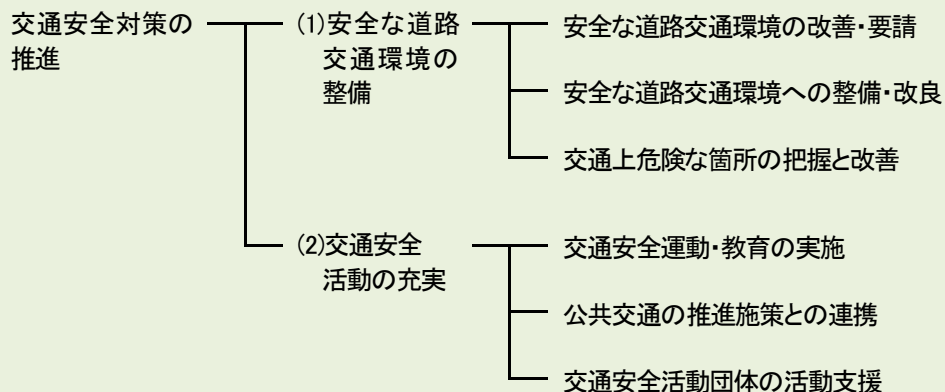 交通安全対策の
推進
(1)安全な道路
交通環境の
整備
安全な道路交通環境の改善・要請
安全な道路交通環境への整備・改良
交通上危険な箇所の把握と改善
(2)交通安全
活動の充実
交通安全運動・教育の実施
公共交通の推進施策との連携
交通安全活動団体の活動支援